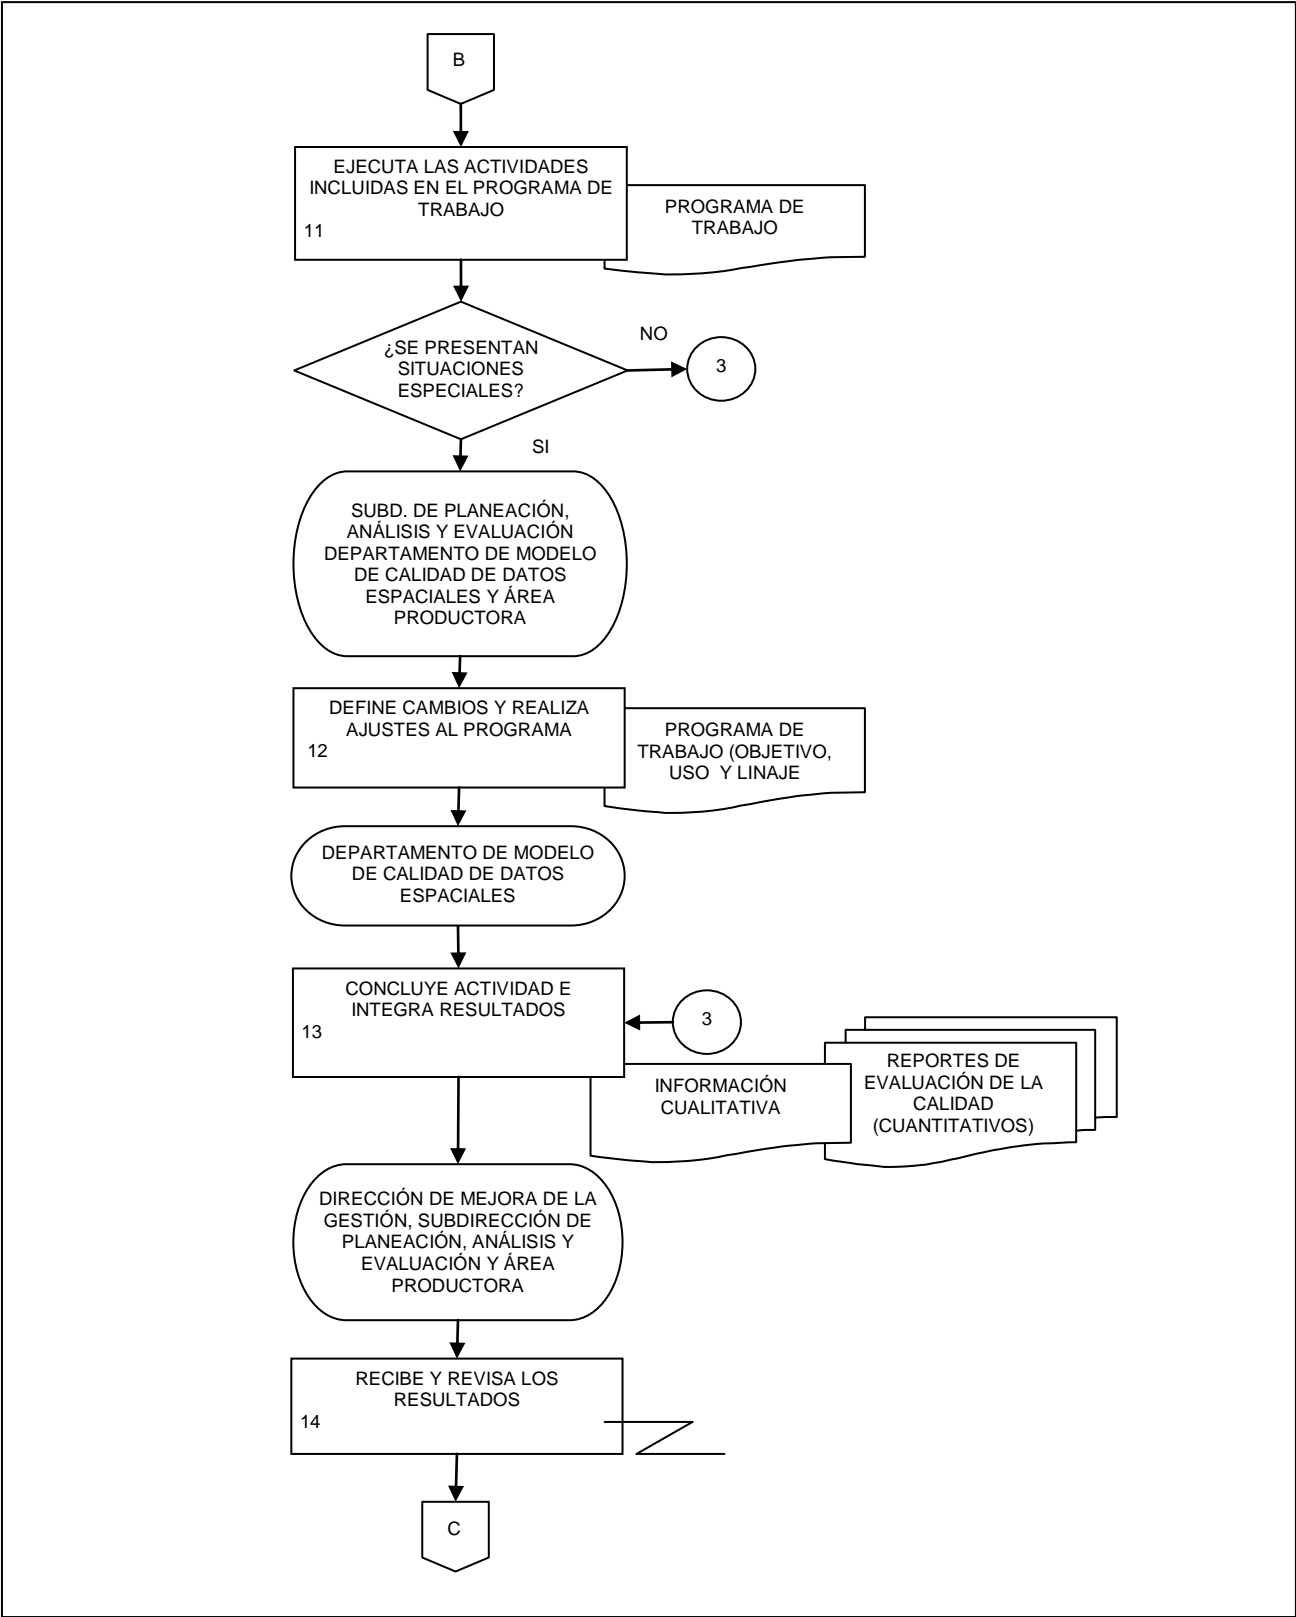 B
EJECUTA LAS ACTIVIDADES
INCLUIDAS EN EL PROGRAMA DE
TRABAJO
11
PROGRAMA DE
TRABAJO
¿SE PRESENTAN
SITUACIONES
ESPECIALES?
NO
3
SI
SUBD. DE PLANEACIÓN,
ANÁLISIS Y EVALUACIÓN
DEPARTAMENTO DE MODELO
DE CALIDAD DE DATOS
ESPACIALES Y ÁREA
PRODUCTORA
DEFINE CAMBIOS Y REALIZA
AJUSTES AL PROGRAMA
12
PROGRAMA DE
TRABAJO (OBJETIVO,
USO  Y LINAJE
DEPARTAMENTO DE MODELO
DE CALIDAD DE DATOS
ESPACIALES
CONCLUYE ACTIVIDAD E
INTEGRA RESULTADOS
13
3
INFORMACIÓN
CUALITATIVA
REPORTES DE
EVALUACIÓN DE LA
CALIDAD
(CUANTITATIVOS)
DIRECCIÓN DE MEJORA DE LA
GESTIÓN, SUBDIRECCIÓN DE
PLANEACIÓN, ANÁLISIS Y
EVALUACIÓN Y ÁREA
PRODUCTORA
RECIBE Y REVISA LOS
RESULTADOS
14
C